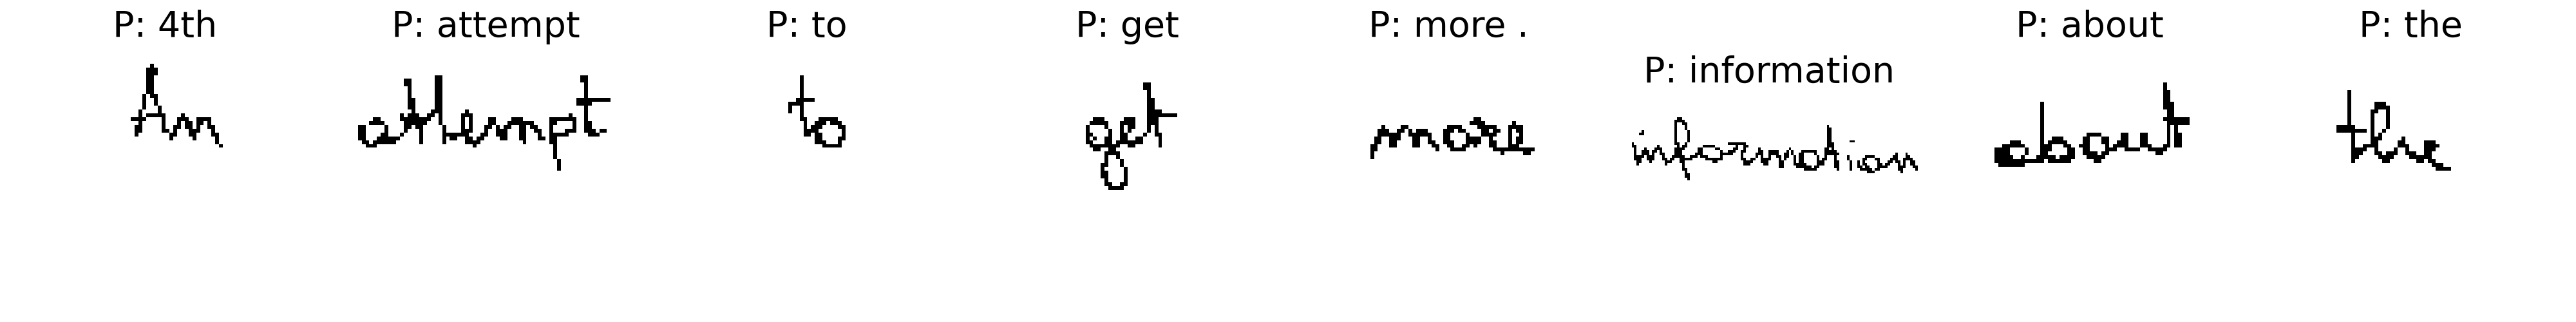 P: 4th P: attempt P: to P: get P: more . P: information P: about P: the
An attempt to get more information about the